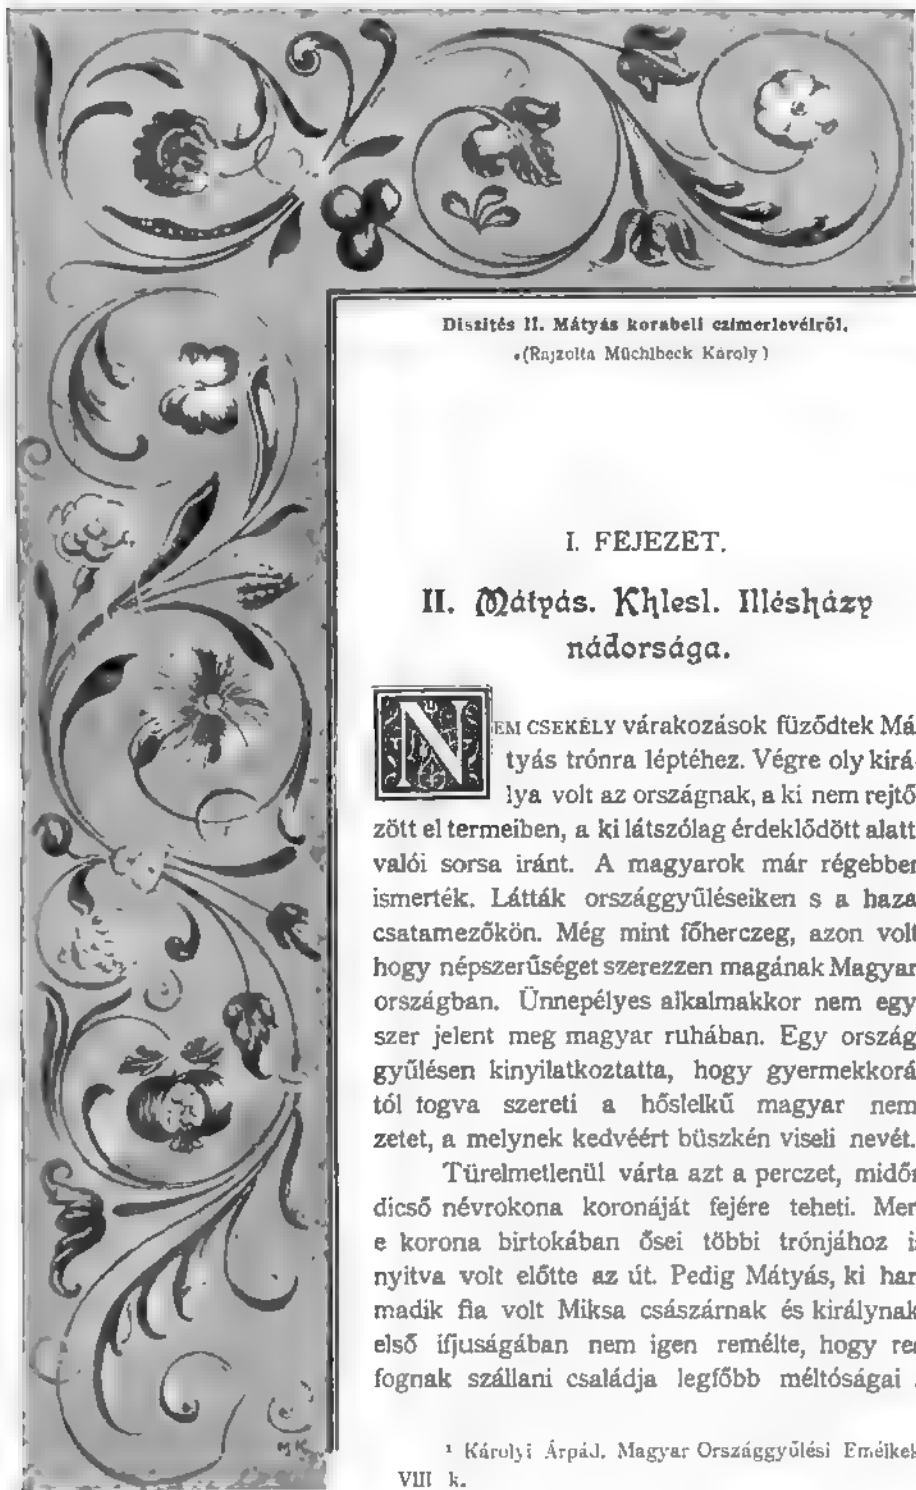 Diszítés II. Mátyás korabeli czimerlevélről.
(Rajzolta Müchlbeck Károly)
I. FEJEZET.
II. Mátyás. Khlesl. Illésházy
nádorsága.
NEM CSEKÉLY várakozások füződtek Má
tyás trónra léptéhez. Végre oly kirá-
lya volt az országnak, a ki nem rejtő
zött el termeiben, a ki látszólag érdeklődött alatt
valói sorsa iránt. A magyarok már régebben
ismerték. Látták országgyűléseiken s a haza
csatamezőkön. Még mint főherczeg, azon volt
hogy népszerűséget szerezzen magának Magyar
országban. Ünnepélyes alkalmakkor nem egy
szer jelent meg magyar ruhában. Egy ország
gyűlésen kinyilatkoztatta, hogy gyermekkorá
tól fogva szereti a hőslelkű magyar nem
zetet, a melynek kedvéért büszkén viseli nevét.
Türelmetlenül várta azt a perczet, midőn
dicső névrokona koronáját fejére teheti. Mer
e korona birtokában ősei többi trónjához is
nyitva volt előtte az út. Pedig Mátyás, ki har
madik fia volt Miksa császárnak és királynak
első ifjuságában nem igen remélte, hogy reá
fognak szállani családja legfőbb méltóságai
¹ Károlyi Árpád. Magyar Országgyűlési Emélkek
VIII k.
MK